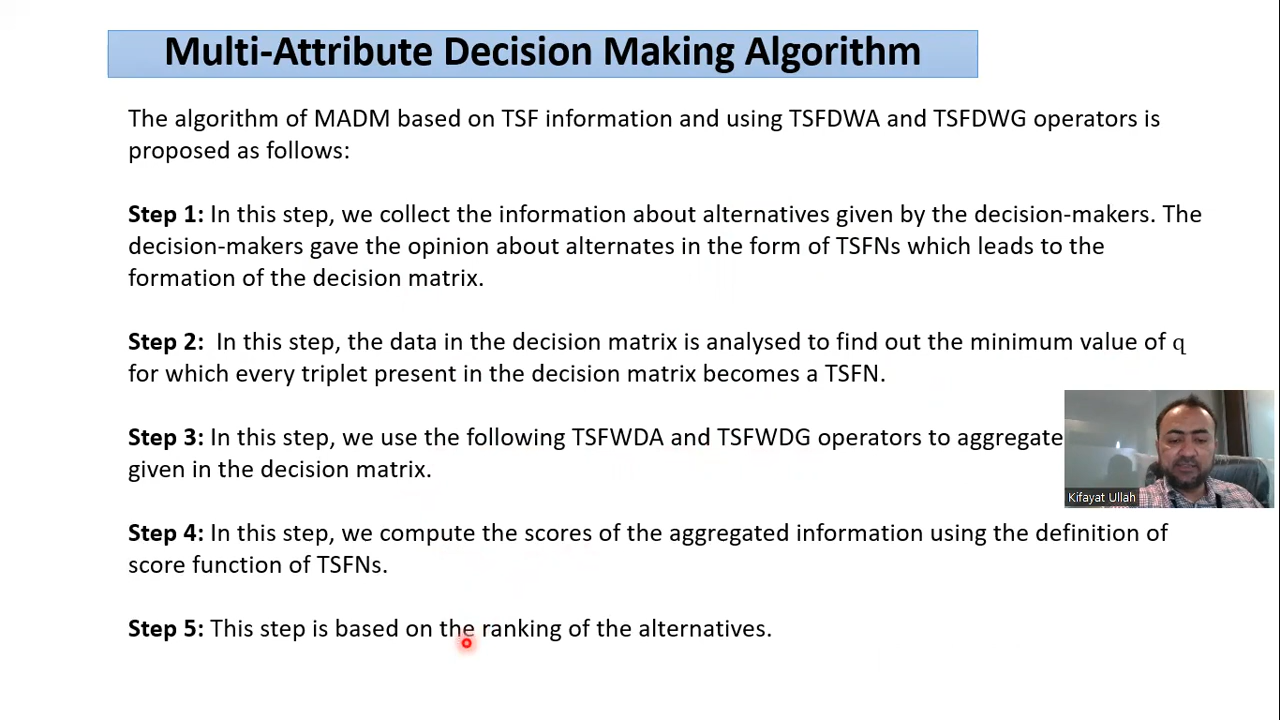 Multi-Attribute Decision Making Algorithm
The algorithm of MADM based on TSF information and using TSFDWA and TSFDWG operators is
proposed as follows:
Step 1: In this step, we collect the information about alternatives given by the decision-makers. The
decision-makers gave the opinion about alternates in the form of TSFNs which leads to the
formation of the decision matrix.
Step 2: In this step, the data in the decision matrix is analysed to find out the minimum value of q
for which every triplet present in the decision matrix becomes a TSFN.
Step 3: In this step, we use the following TSFWDA and TSFWDG operators to aggregate
given in the decision matrix.
Kifayat Ullah
Step 4: In this step, we compute the scores of the aggregated information using the definition of
score function of TSFNs.
Step 5: This step is based on the ranking of the alternatives.